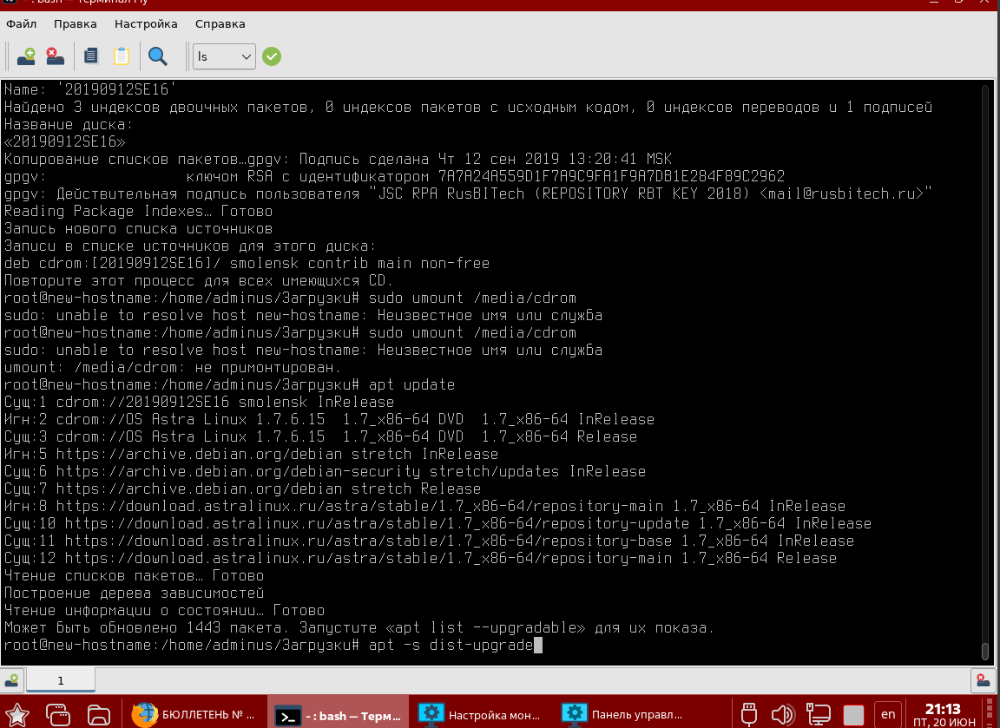 - : bash — Терминал Fly
Файл Правка Настройка Справка
ls
Name: '20190912SE16'
Найдено 3 индексов двоичных пакетов, 0 индексов пакетов с исходным кодом, 0 индексов переводов и 1 подписей
Название диска:
«20190912SE16»
Копирование списков пакетов…gpgv: Подпись сделана Чт 12 сен 2019 13:20:41 MSK
gpgv:                ключом RSA с идентификатором 7A7A24A559D1F7A9C9FA1F9A7DB1E284F89C2962
gpgv: Действительная подпись пользователя "JSC RPA RusBITech (REPOSITORY RBT KEY 2018) <mail@rusbitech.ru>"
Reading Package Indexes… Готово
Запись нового списка источников
Записи в списке источников для этого диска:
deb cdrom:[20190912SE16]/ smolensk contrib main non-free
Повторите этот процесс для всех имеющихся CD.
root@new-hostname:/home/adminus/Загрузки# sudo umount /media/cdrom
sudo: unable to resolve host new-hostname: Неизвестное имя или служба
root@new-hostname:/home/adminus/Загрузки# sudo umount /media/cdrom
sudo: unable to resolve host new-hostname: Неизвестное имя или служба
umount: /media/cdrom: не примонтирован.
root@new-hostname:/home/adminus/Загрузки# apt update
Сущ:1 cdrom://20190912SE16 smolensk InRelease
Игн:2 cdrom://OS Astra Linux 1.7.6.15  1.7_x86-64 DVD  1.7_x86-64 InRelease
Сущ:3 cdrom://OS Astra Linux 1.7.6.15  1.7_x86-64 DVD  1.7_x86-64 Release
Игн:5 https://archive.debian.org/debian stretch InRelease
Сущ:6 https://archive.debian.org/debian-security stretch/updates InRelease
Сущ:7 https://archive.debian.org/debian stretch Release
Игн:8 https://download.astralinux.ru/astra/stable/1.7_x86-64/repository-main 1.7_x86-64 InRelease
Сущ:10 https://download.astralinux.ru/astra/stable/1.7_x86-64/repository-update 1.7_x86-64 InRelease
Сущ:11 https://download.astralinux.ru/astra/stable/1.7_x86-64/repository-base 1.7_x86-64 InRelease
Сущ:12 https://download.astralinux.ru/astra/stable/1.7_x86-64/repository-main 1.7_x86-64 Release
Чтение списков пакетов… Готово
Построение дерева зависимостей
Чтение информации о состоянии… Готово
Может быть обновлено 1443 пакета. Запустите «apt list --upgradable» для их показа.
root@new-hostname:/home/adminus/Загрузки# apt -s dist-upgrade
1
БЮЛЛЕТЕНЬ № ...
- : bash — Терм...
Настройка мон...
Панель управл...
en
21:13
ПТ, 20 ИЮН